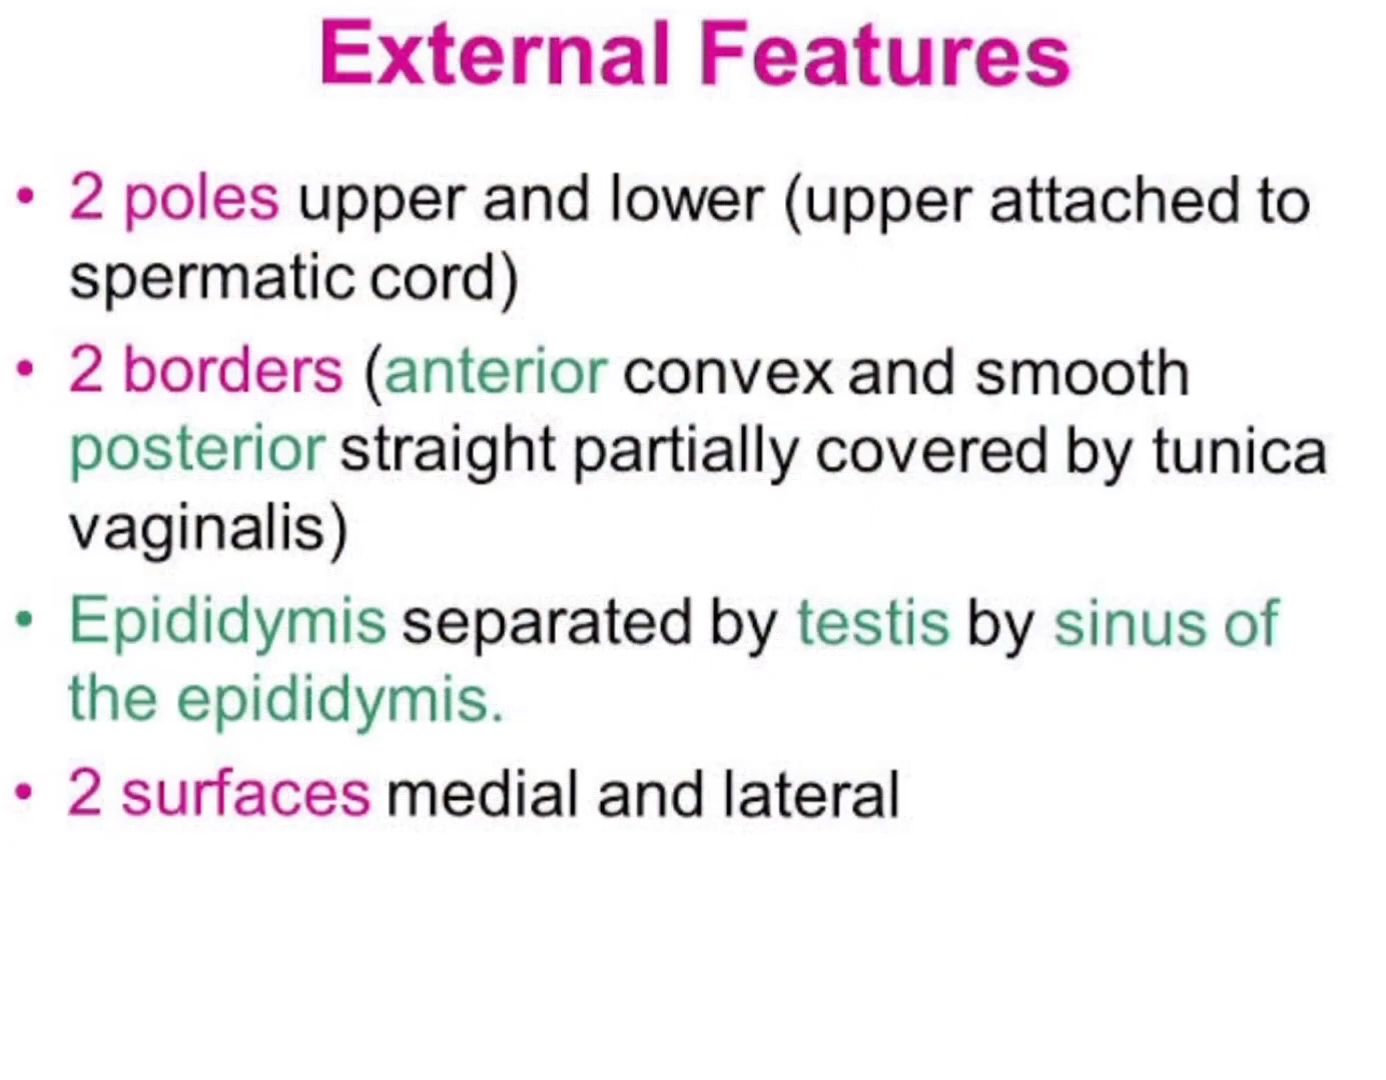 External Features
• 2 poles upper and lower (upper attached to
spermatic cord)
• 2 borders (anterior convex and smooth
posterior straight partially covered by tunica
vaginalis)
• Epididymis separated by testis by sinus of
the epididymis.
• 2 surfaces medial and lateral